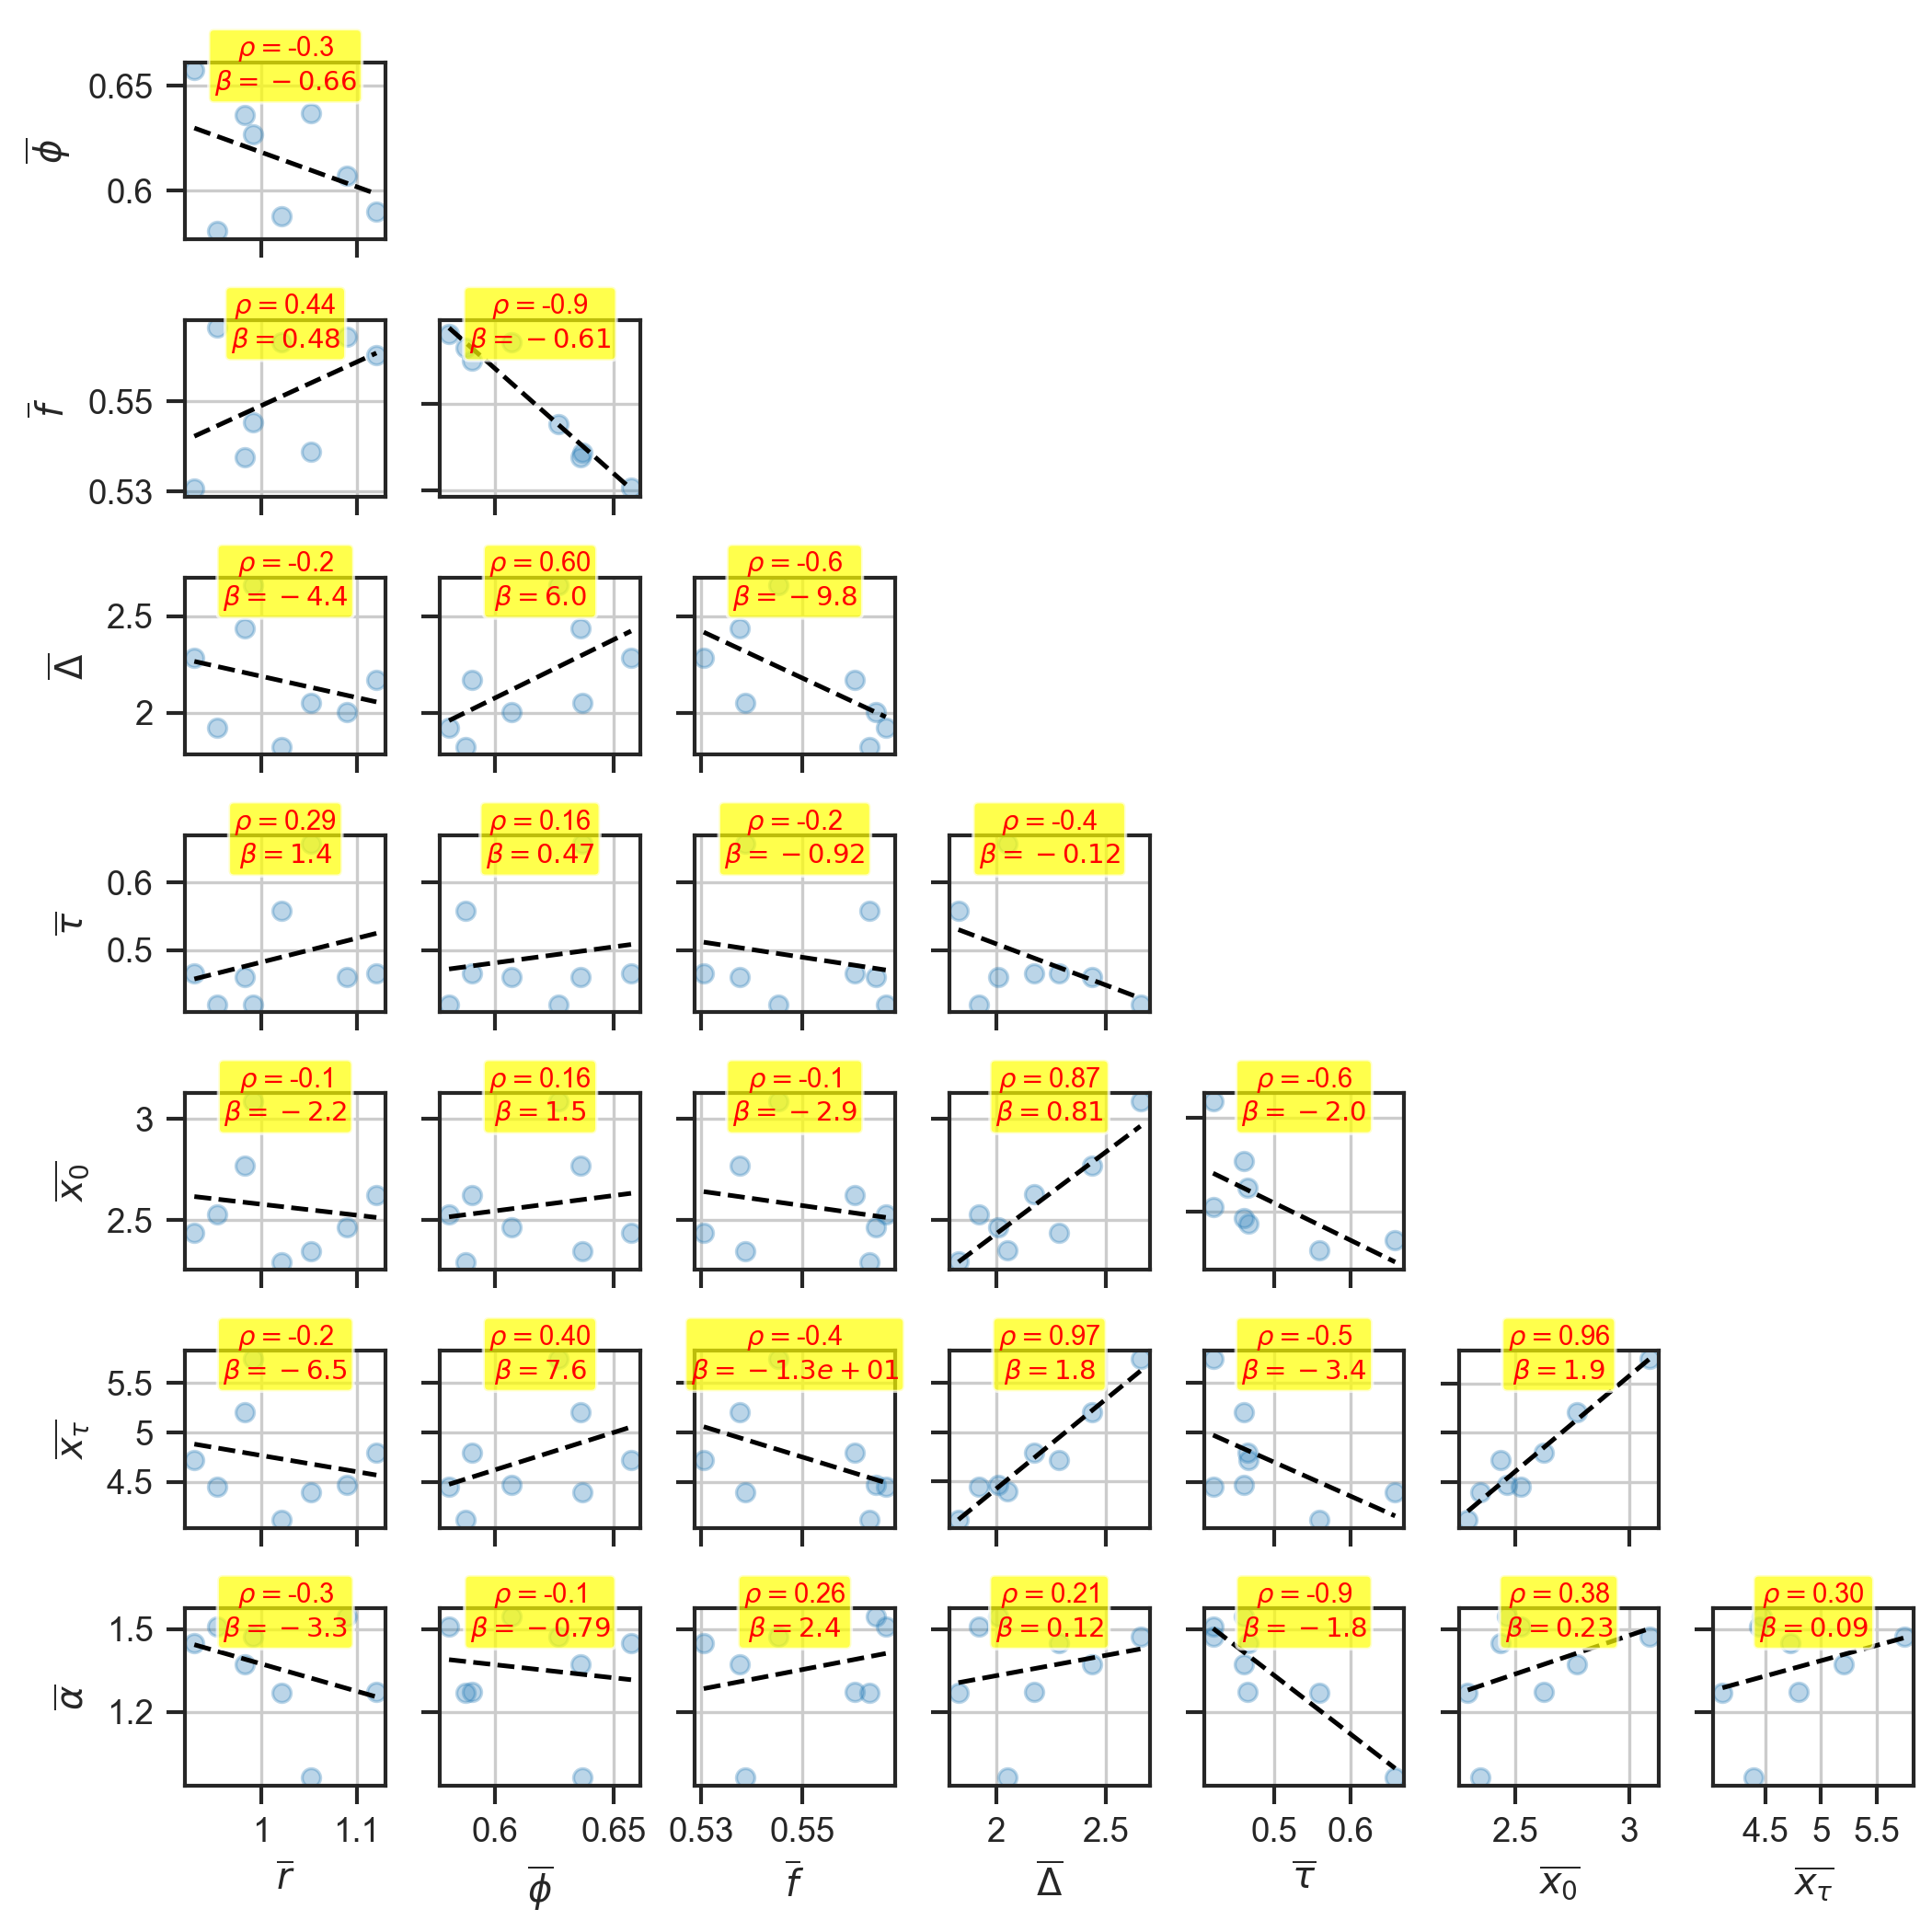 ρ = -0.3
β = −0.66
0.65
0.6
ϕ̅
ρ = 0.44
β = 0.48
ρ = -0.9
β = −0.61
0.55
0.53
f̅
ρ = -0.2
β = −4.4
ρ = 0.60
β = 6.0
ρ = -0.6
β = −9.8
2.5
2
Δ̅
ρ = 0.29
β = 1.4
ρ = 0.16
β = 0.47
ρ = -0.2
β = −0.92
ρ = -0.4
β = −0.12
0.6
0.5
τ̅
ρ = -0.1
β = −2.2
ρ = 0.16
β = 1.5
ρ = -0.1
β = −2.9
ρ = 0.87
β = 0.81
ρ = -0.6
β = −2.0
3
2.5
x̅₀
ρ = -0.2
β = −6.5
ρ = 0.40
β = 7.6
ρ = -0.4
β = −1.3e + 01
ρ = 0.97
β = 1.8
ρ = -0.5
β = −3.4
ρ = 0.96
β = 1.9
5.5
5
4.5
x̅_τ
ρ = -0.3
β = −3.3
ρ = -0.1
β = −0.79
ρ = 0.26
β = 2.4
ρ = 0.21
β = 0.12
ρ = -0.9
β = −1.8
ρ = 0.38
β = 0.23
ρ = 0.30
β = 0.09
1.5
1.2
α̅
1 1.1 0.6 0.65 0.53 0.55 2 2.5 0.5 0.6 2.5 3 4.5 5 5.5
r̅ ϕ̅ f̅ Δ̅ τ̅ x̅₀ x̅_τ